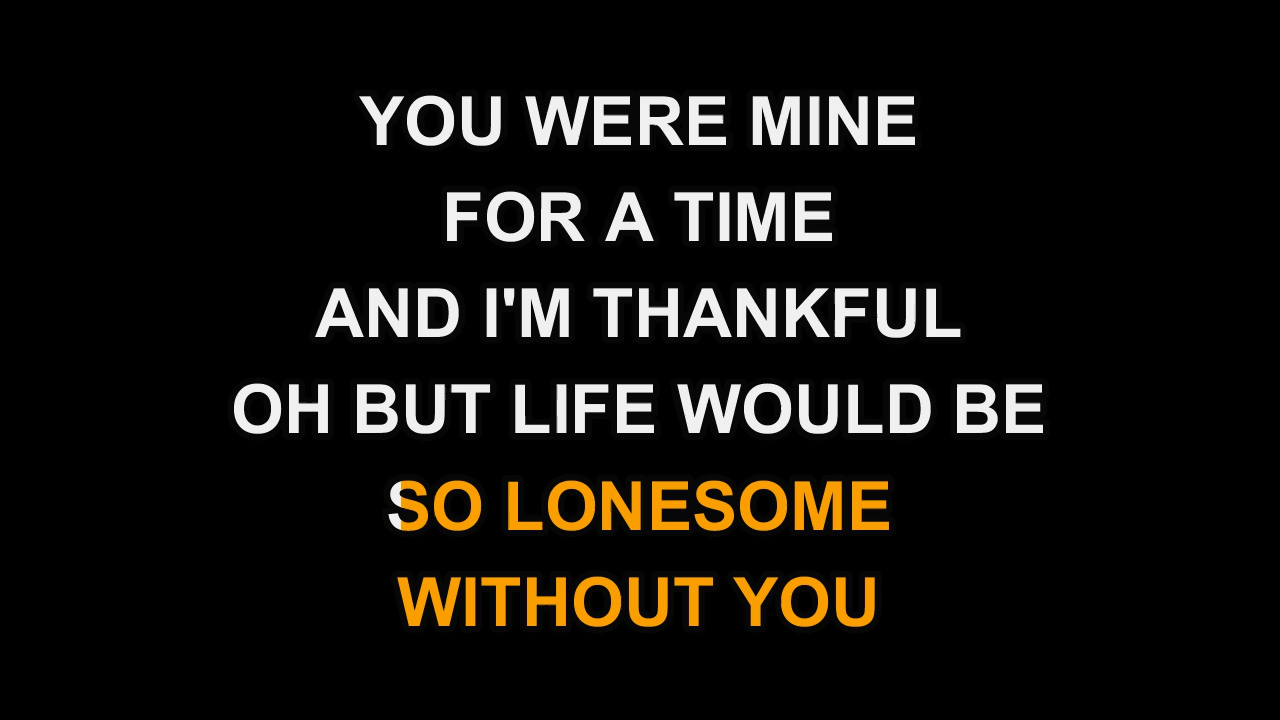 YOU WERE MINE
FOR A TIME
AND I'M THANKFUL
OH BUT LIFE WOULD BE
SO LONESOME
WITHOUT YOU